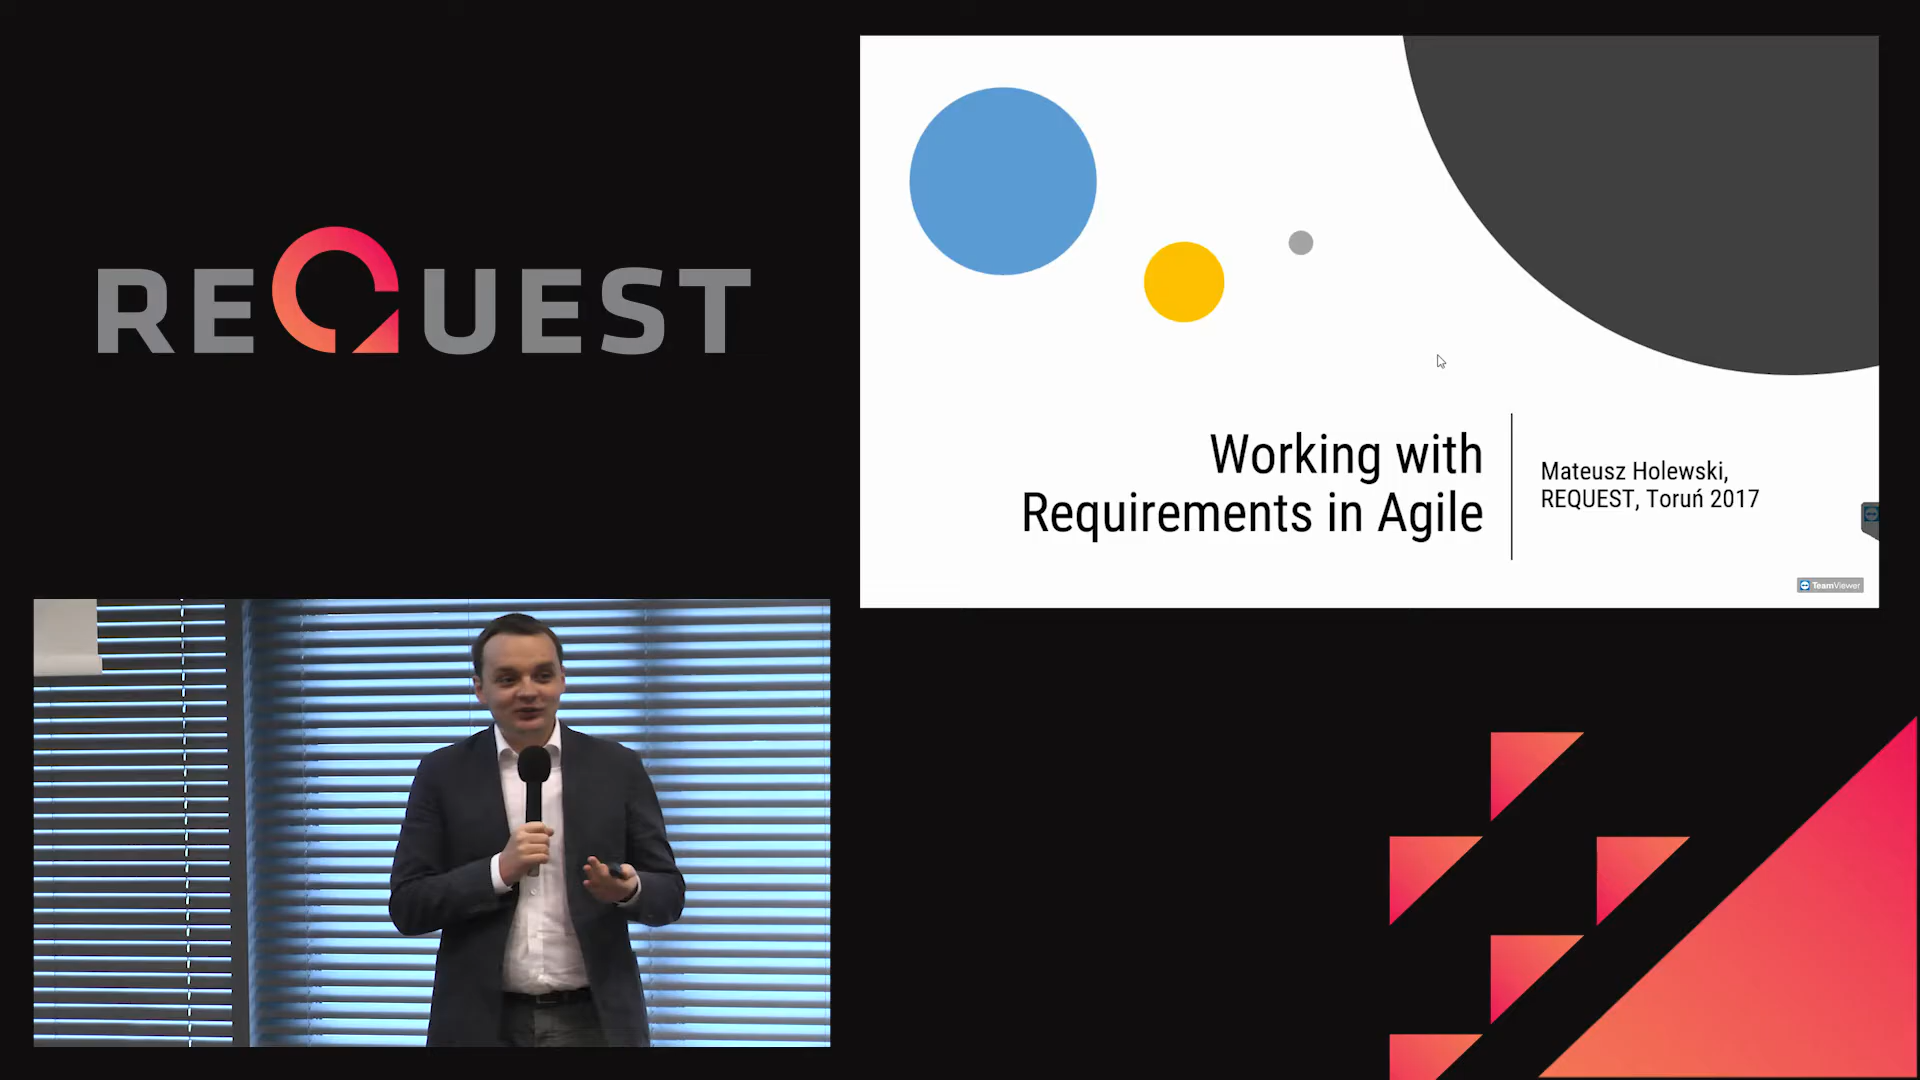 REQUEST
Working with
Requirements in Agile
Mateusz Holewski,
REQUEST, Toruń 2017
TeamViewer